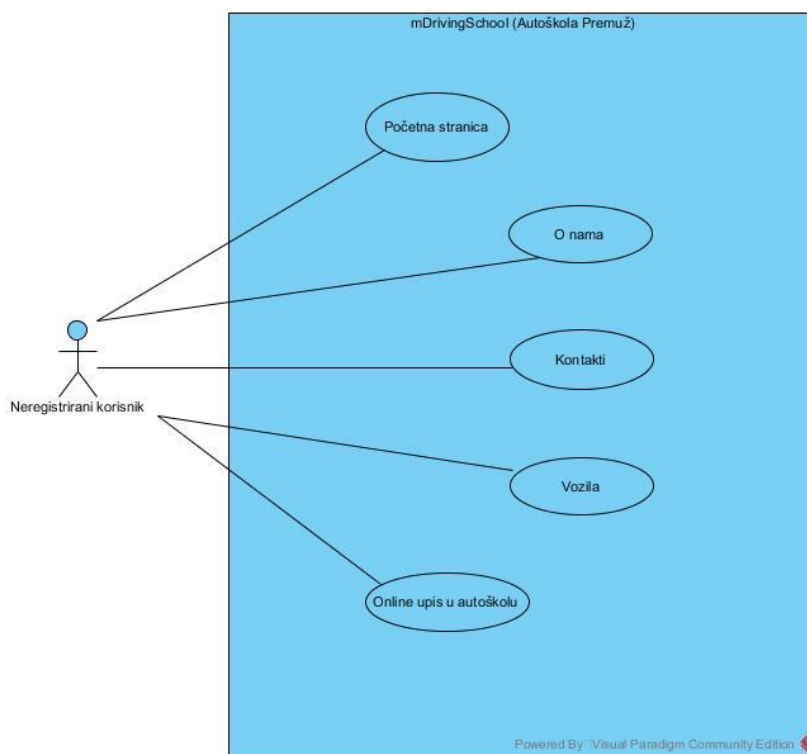 mDrivingSchool (Autoškola Premuž)
Početna stranica
O nama
Kontakti
Neregistrirani korisnik
Vozila
Online upis u autoškolu
Powered By Visual Paradigm Community Edition